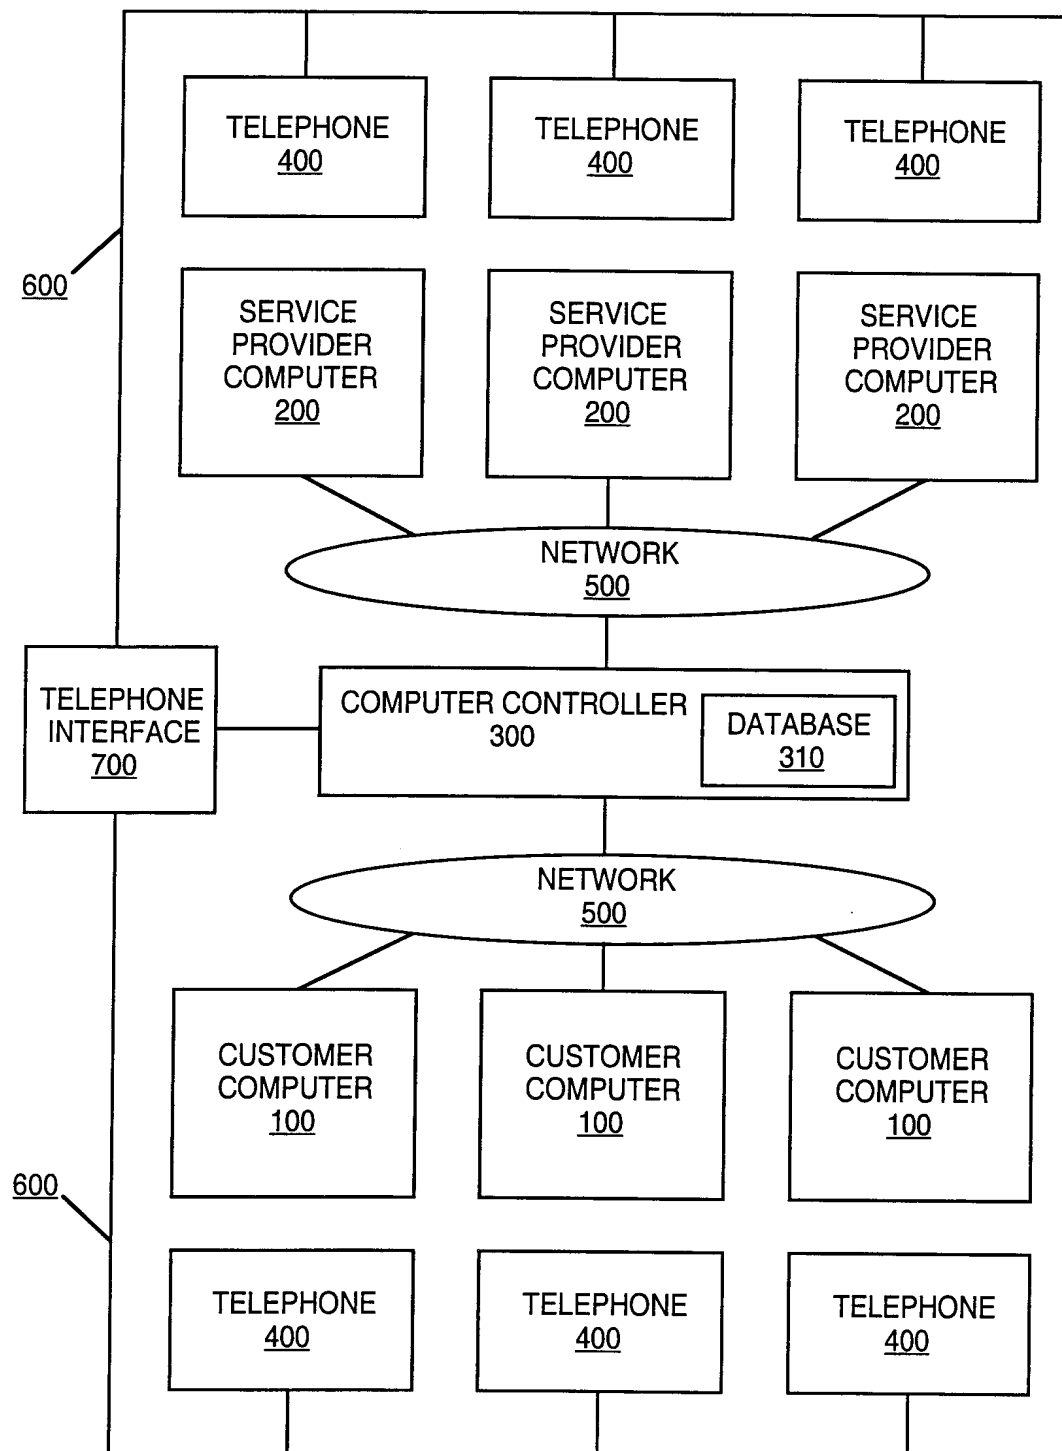 TELEPHONE
400
TELEPHONE
400
TELEPHONE
400
600
SERVICE
PROVIDER
COMPUTER
200
SERVICE
PROVIDER
COMPUTER
200
SERVICE
PROVIDER
COMPUTER
200
NETWORK
500
TELEPHONE
INTERFACE
700
COMPUTER CONTROLLER
300
DATABASE
310
NETWORK
500
CUSTOMER
COMPUTER
100
CUSTOMER
COMPUTER
100
CUSTOMER
COMPUTER
100
600
TELEPHONE
400
TELEPHONE
400
TELEPHONE
400